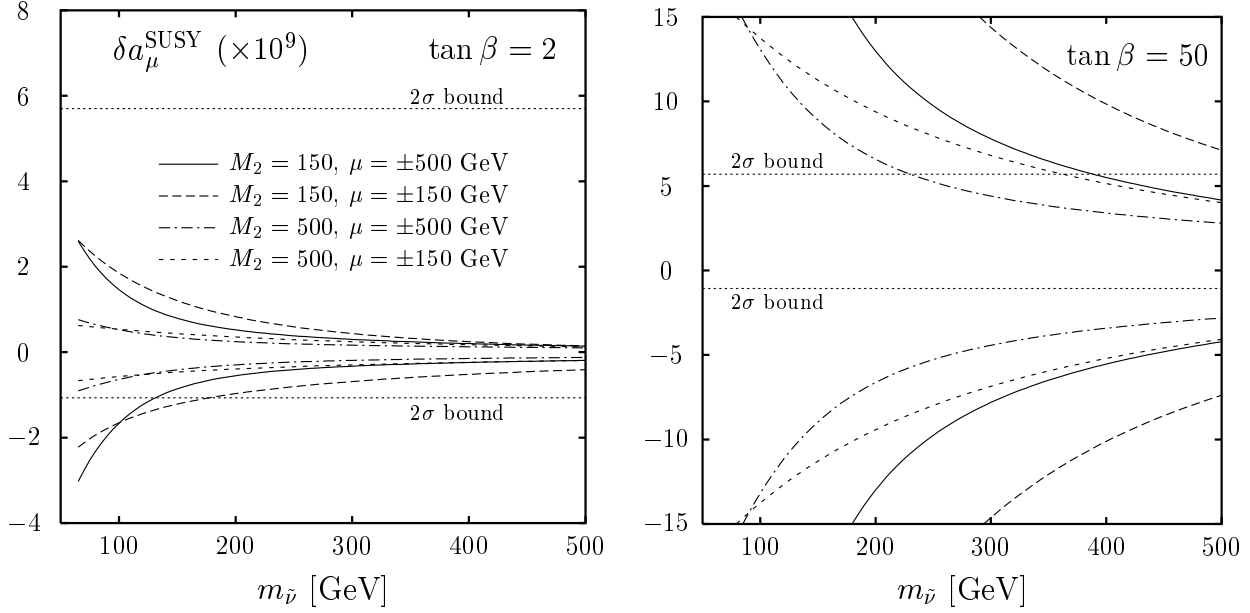 δa_μ^SUSY (×10^9) tan β = 2
8
6
4
2
0
−2
−4
2σ bound
M_2 = 150, μ = ±500 GeV
M_2 = 150, μ = ±150 GeV
M_2 = 500, μ = ±500 GeV
M_2 = 500, μ = ±150 GeV
2σ bound
100 200 300 400 500
m_ν̃ [GeV]
tan β = 50
15
10
5
0
−5
−10
−15
2σ bound
2σ bound
100 200 300 400 500
m_ν̃ [GeV]